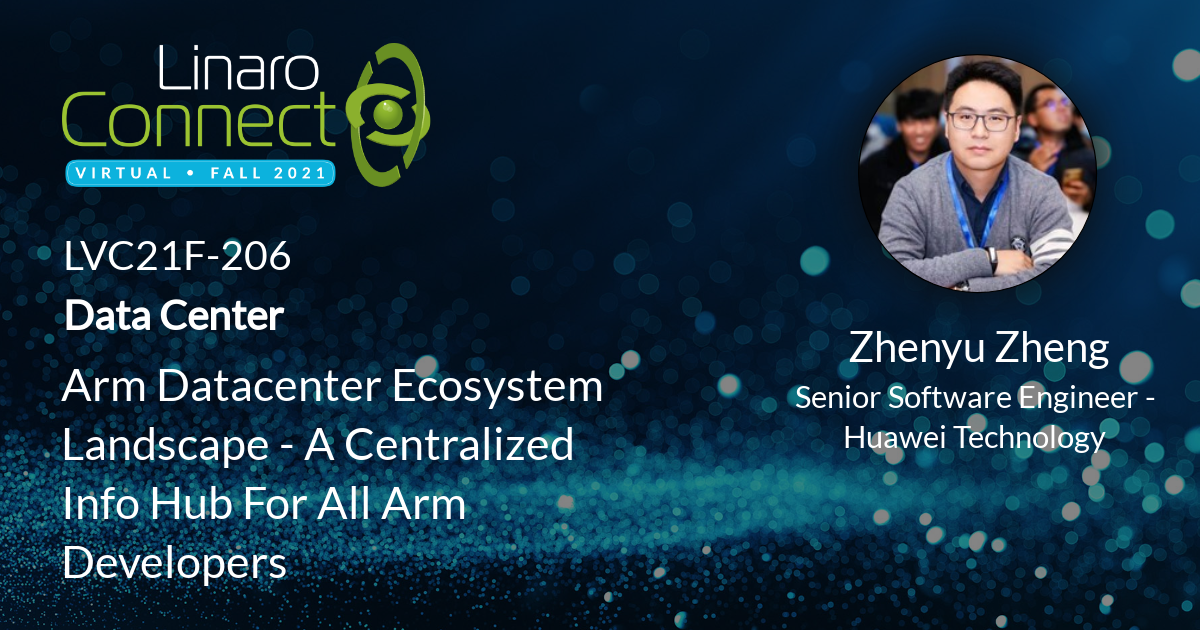 Linaro
Connect
VIRTUAL • FALL 2021
LVC21F-206
Data Center
Arm Datacenter Ecosystem
Landscape - A Centralized
Info Hub For All Arm
Developers
Zhenyu Zheng
Senior Software Engineer -
Huawei Technology